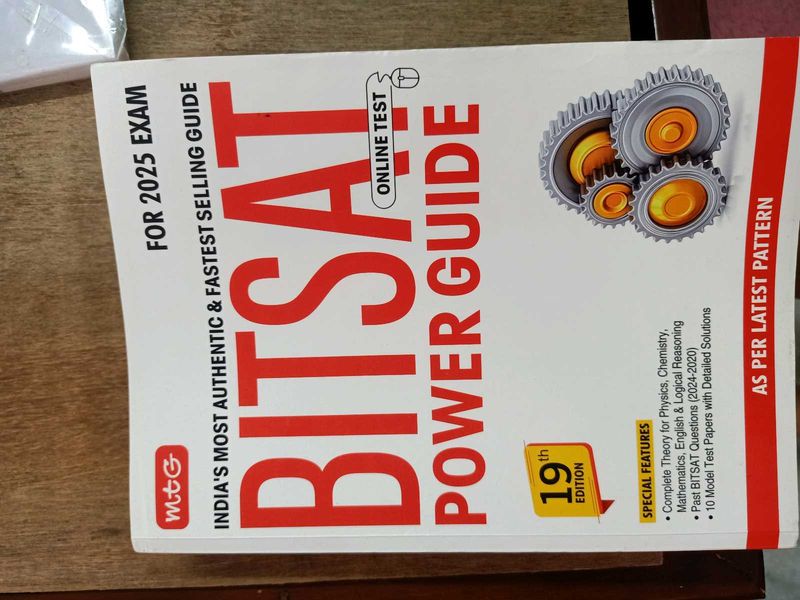 mtG
FOR 2025 EXAM
INDIA'S MOST AUTHENTIC & FASTEST SELLING GUIDE
BITSAT
ONLINE TEST
POWER GUIDE
19th
EDITION
SPECIAL FEATURES
• Complete Theory for Physics, Chemistry,
Mathematics, English & Logical Reasoning
• Past BITSAT Questions (2024-2020)
• 10 Model Test Papers with Detailed Solutions
AS PER LATEST PATTERN